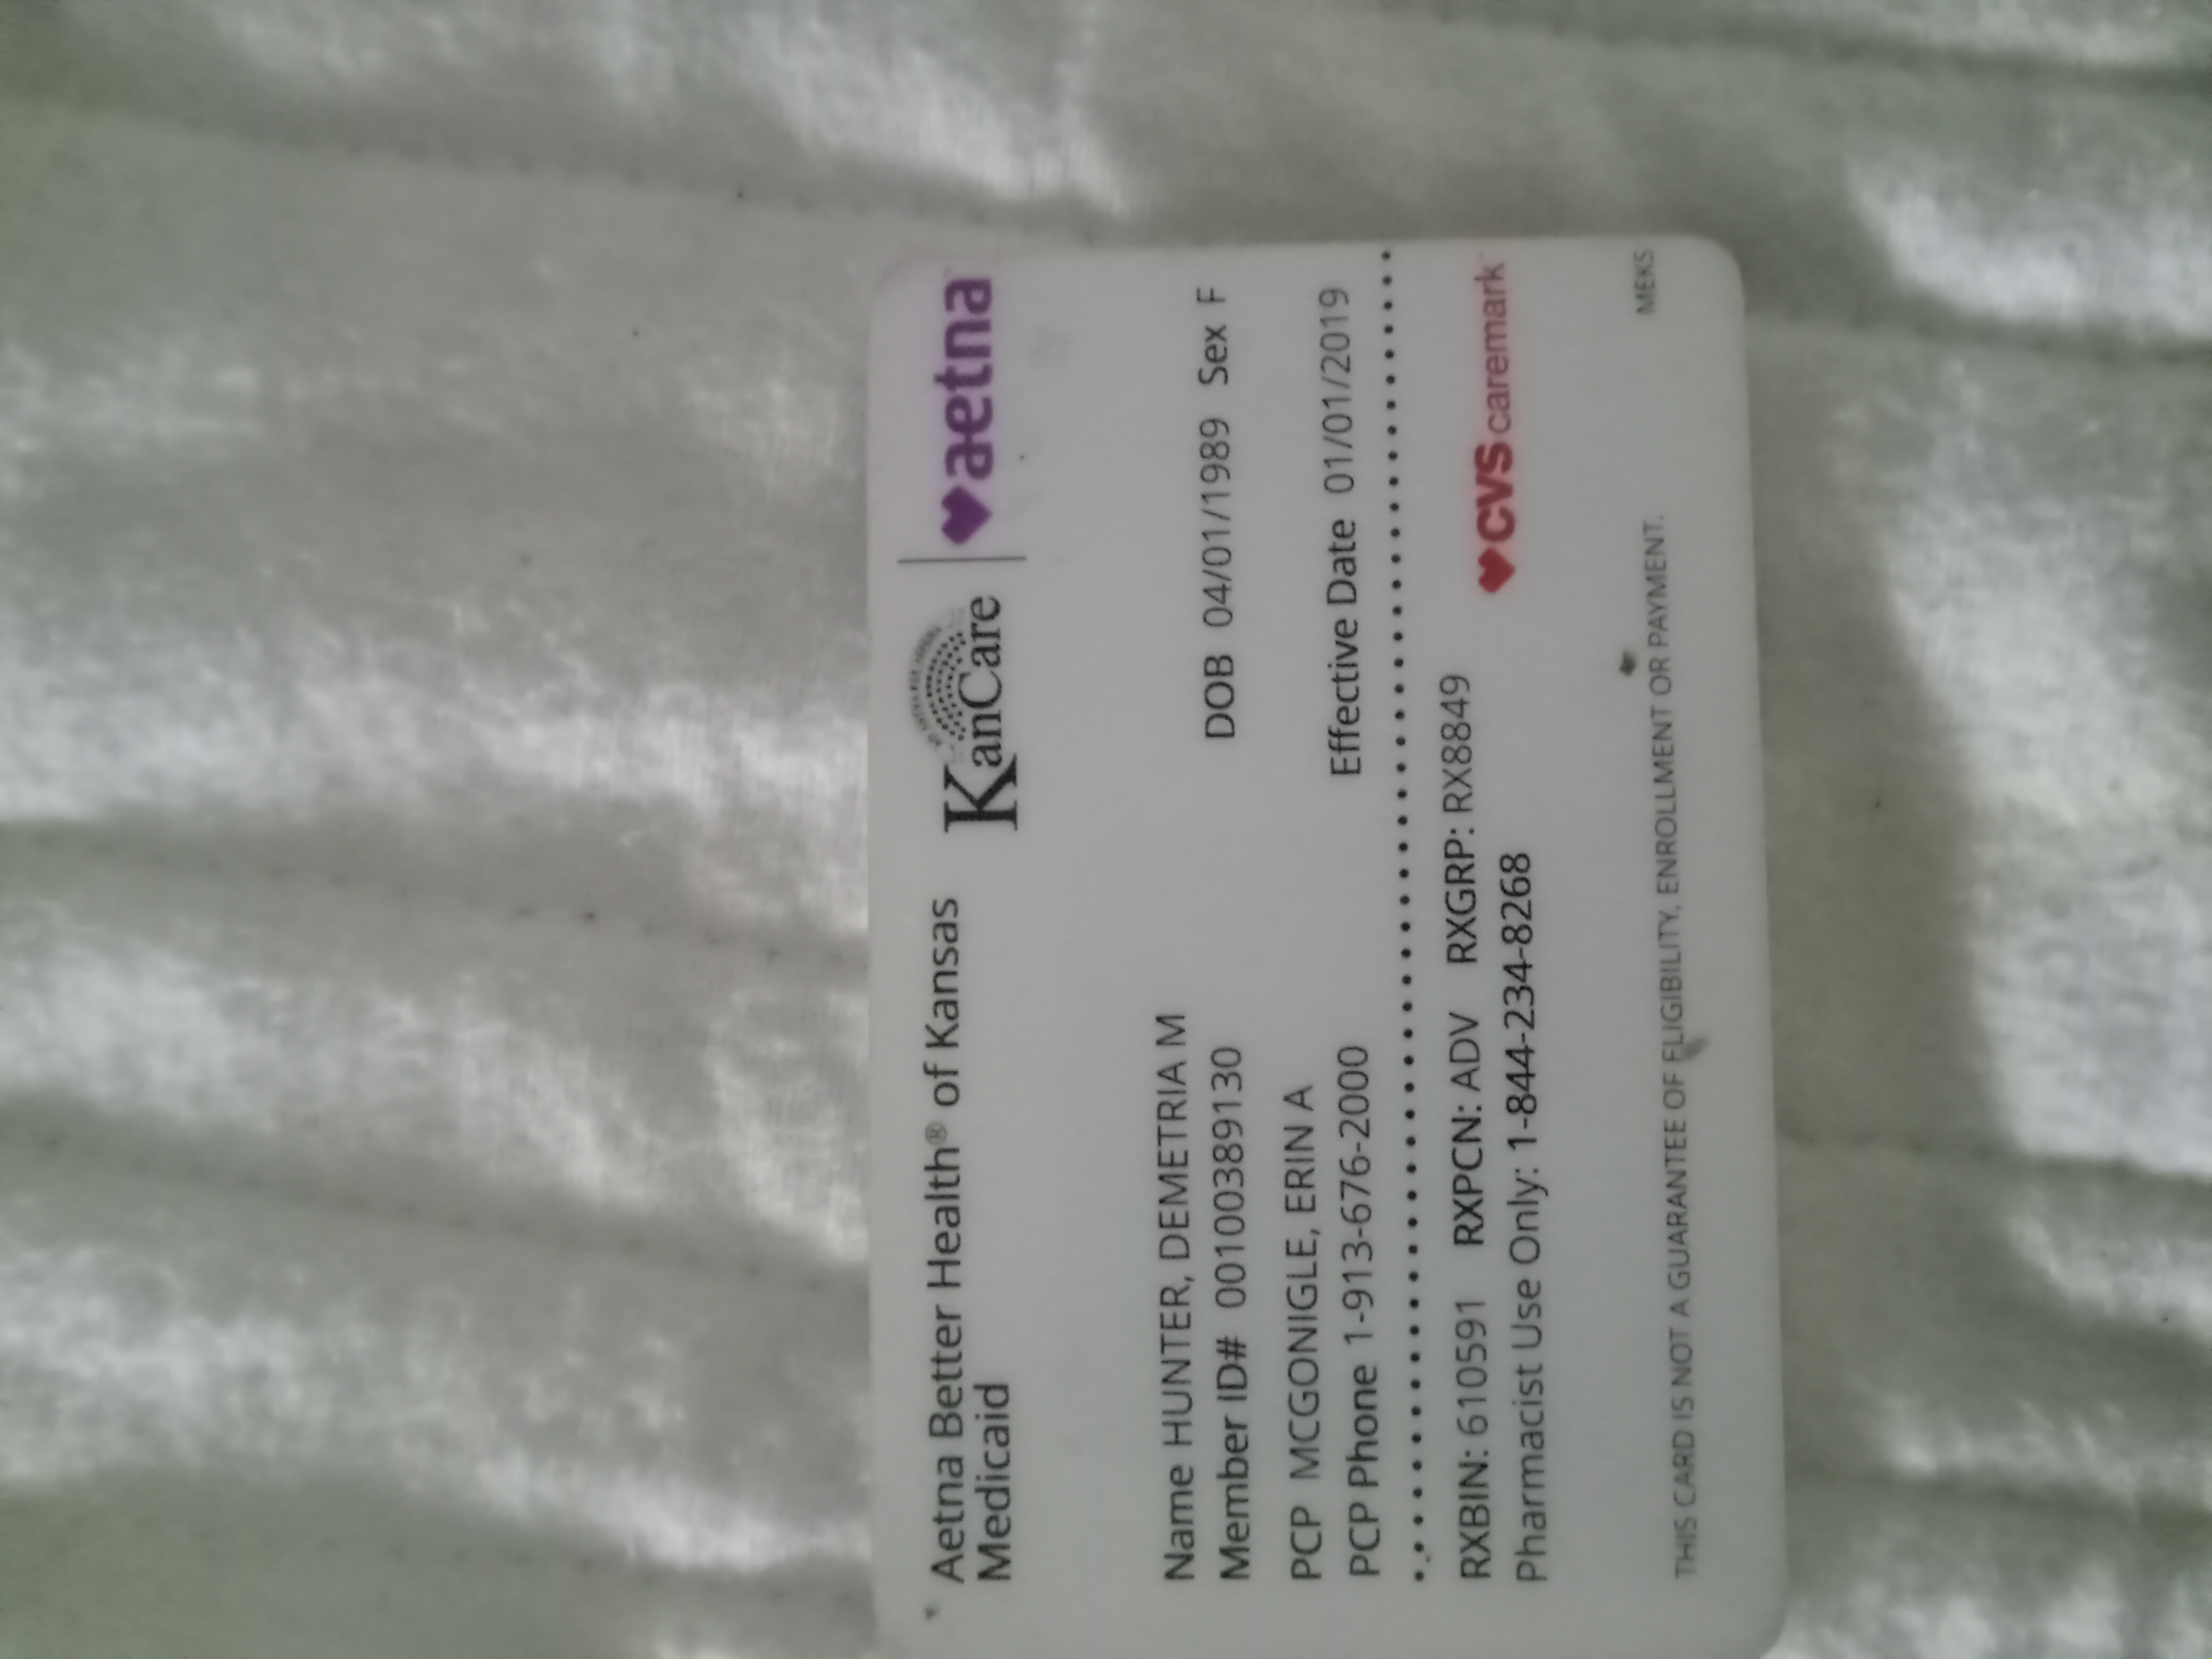 Aetna Better Health® of Kansas
Medicaid
KanCare
aetna
Name HUNTER, DEMETRIA M
Member ID# 00100389130
DOB 04/01/1989 Sex F
PCP MCGONIGLE, ERIN A
PCP Phone 1-913-676-2000
Effective Date 01/01/2019
RXBIN: 610591 RXPCN: ADV RXGRP: RX8849
Pharmacist Use Only: 1-844-234-8268
CVS caremark
THIS CARD IS NOT A GUARANTEE OF ELIGIBILITY, ENROLLMENT OR PAYMENT.
MEKS